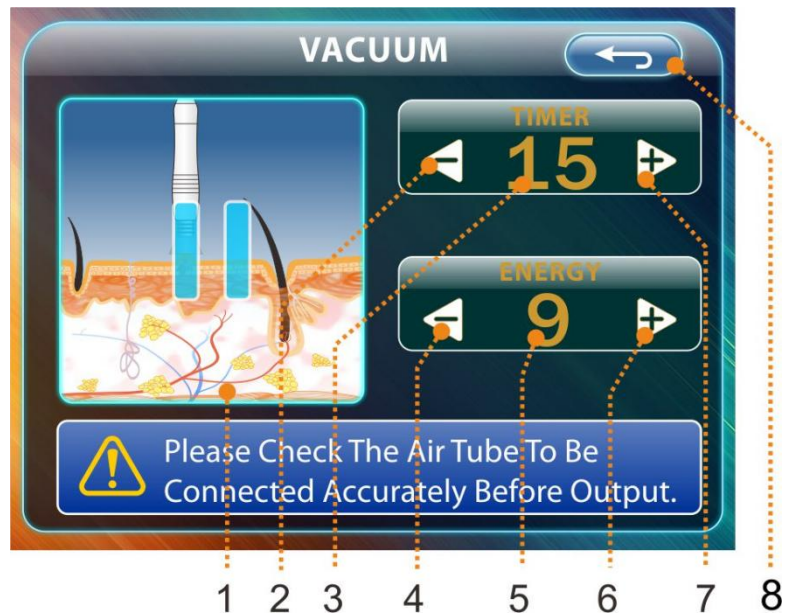 VACUUM
TIMER
- 15 +
ENERGY
- 9 +
Please Check The Air Tube To Be
Connected Accurately Before Output.
1 2 3 4 5 6 7 8